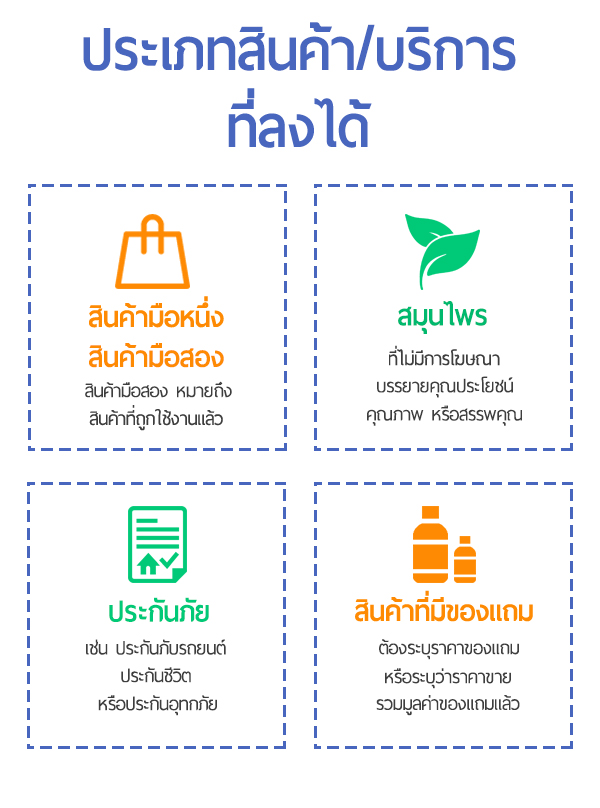 ประเภทสินค้า/บริการ
ที่ลงได้
สินค้ามือหนึ่ง
สินค้ามือสอง
สินค้ามือสอง หมายถึง
สินค้าที่ถูกใช้งานแล้ว
สมุนไพร
ที่ไม่มีการโฆษณา
บรรยายคุณประโยชน์
คุณภาพ หรือสรรพคุณ
ประกันภัย
เช่น ประกันภับรถยนต์
ประกันชีวิต
หรือประกันอุทกภัย
สินค้าที่มีของแถม
ต้องระบุราคาของแถม
หรือระบุว่าราคาขาย
รวมมูลค่าของแถมแล้ว